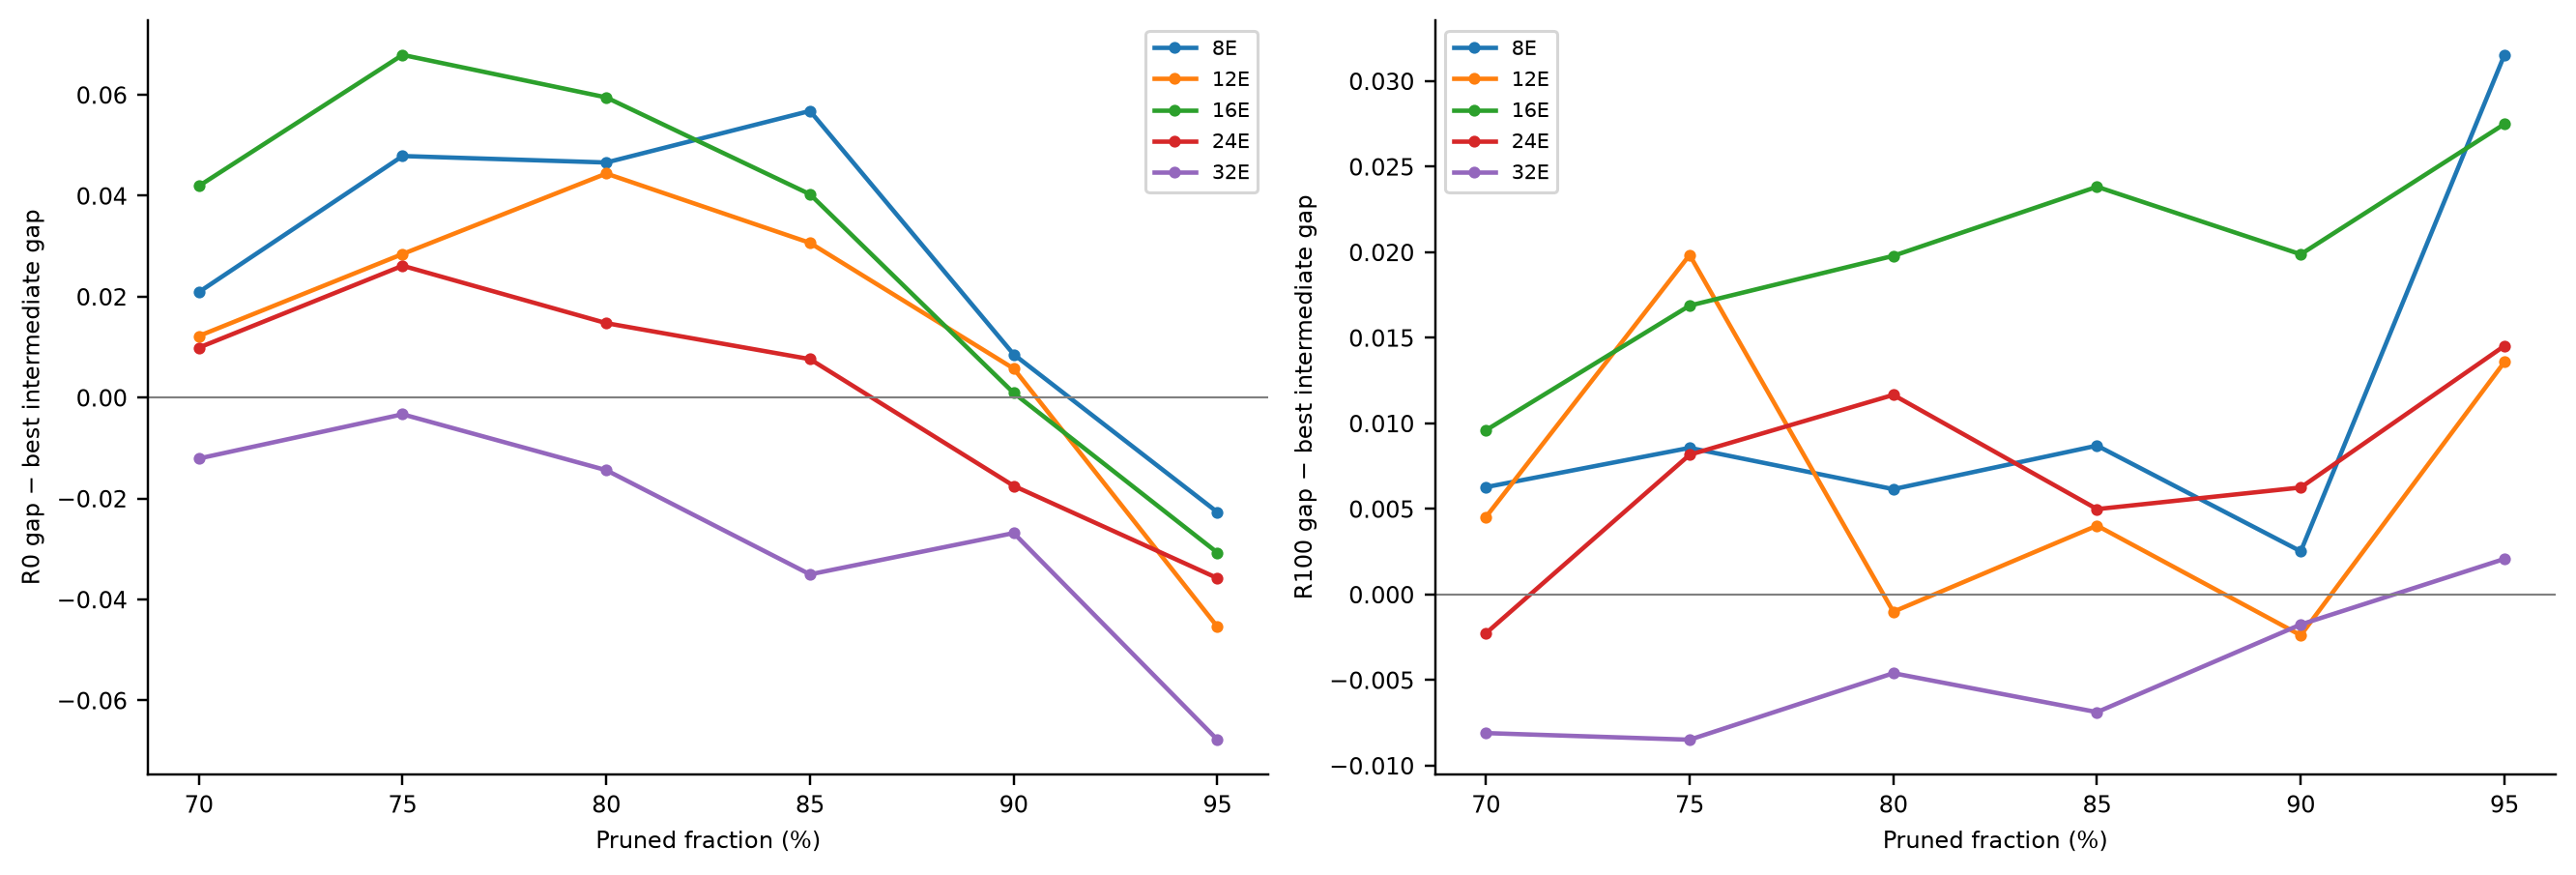 R0 gap − best intermediate gap
0.06
0.04
0.02
0.00
−0.02
−0.04
−0.06
70 75 80 85 90 95
Pruned fraction (%)
8E
12E
16E
24E
32E
R100 gap − best intermediate gap
0.030
0.025
0.020
0.015
0.010
0.005
0.000
−0.005
−0.010
70 75 80 85 90 95
Pruned fraction (%)
8E
12E
16E
24E
32E